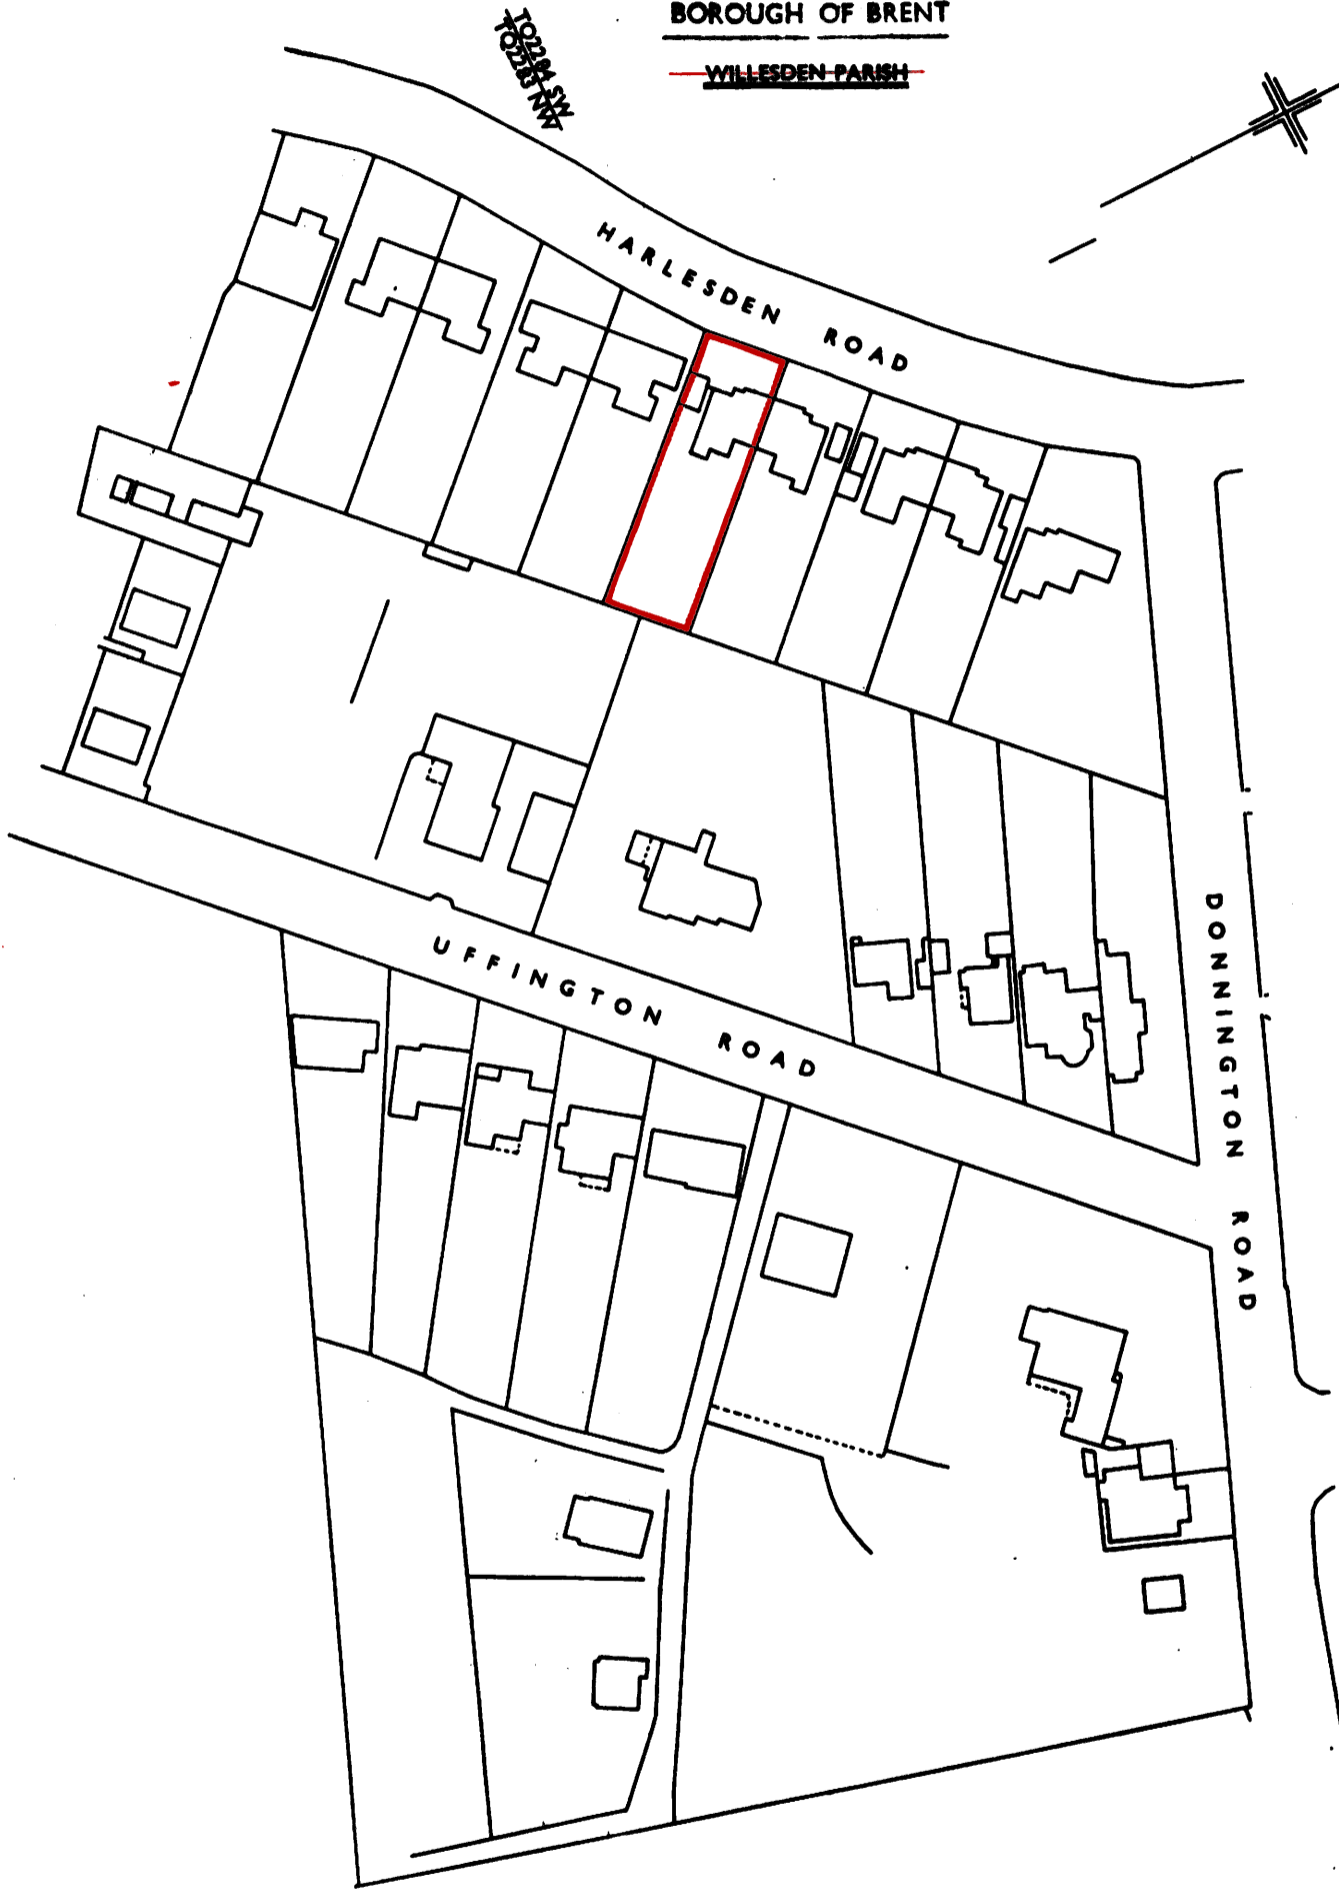 BOROUGH OF BRENT
WILLESDEN PARISH
TQ2284 SW
TQ2283 NW
HARLESDEN ROAD
UFFINGTON ROAD
DONNINGTON ROAD